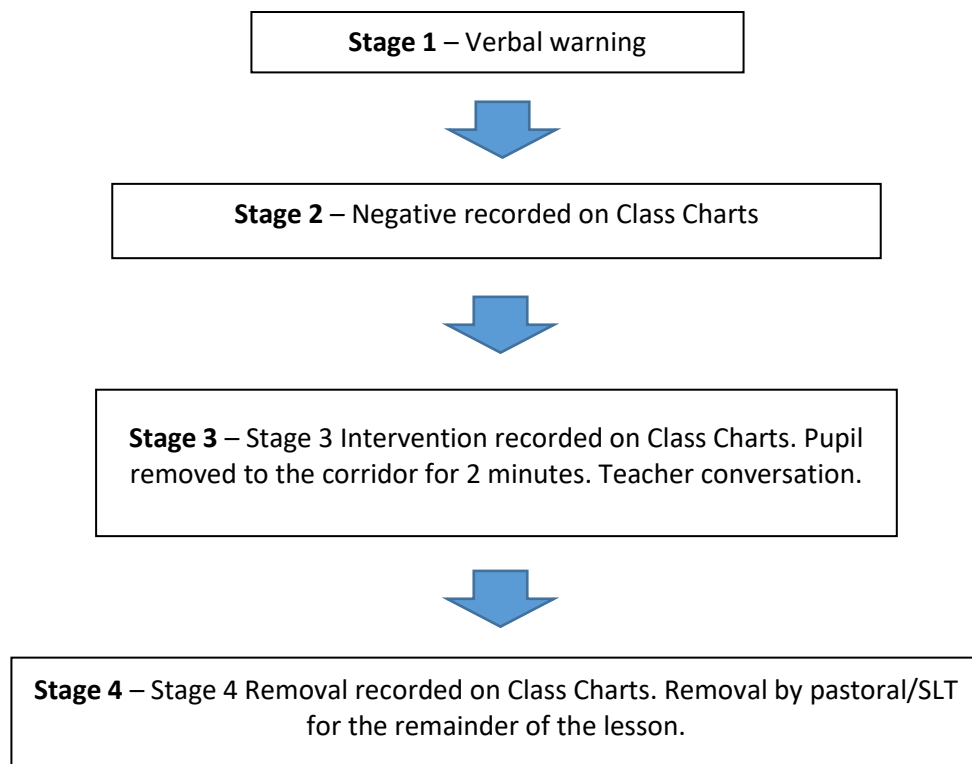 Stage 1 – Verbal warning
Stage 2 – Negative recorded on Class Charts
Stage 3 – Stage 3 Intervention recorded on Class Charts. Pupil
removed to the corridor for 2 minutes. Teacher conversation.
Stage 4 – Stage 4 Removal recorded on Class Charts. Removal by pastoral/SLT
for the remainder of the lesson.